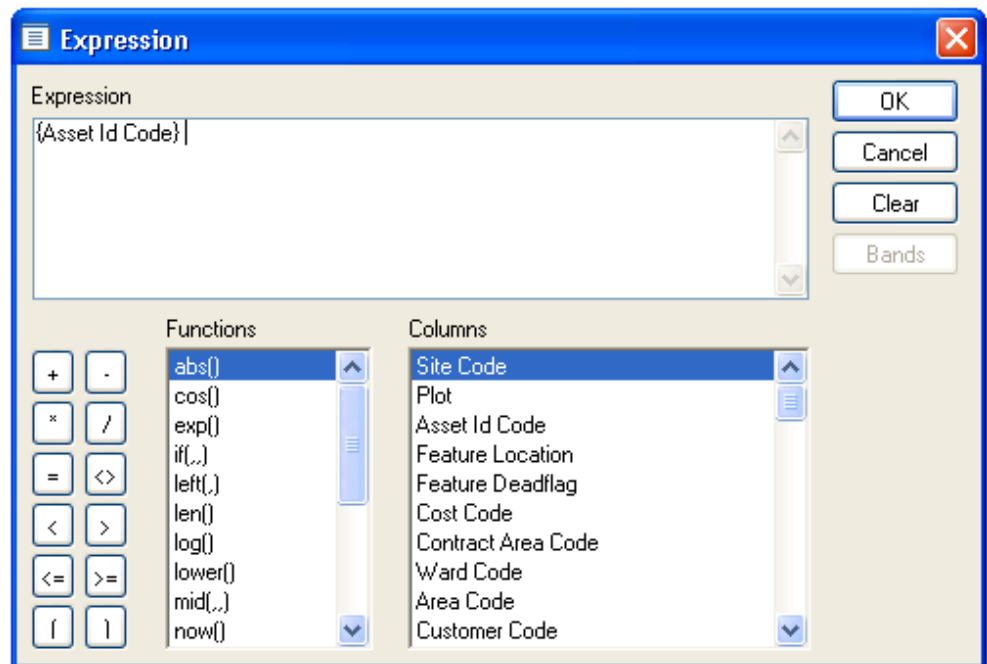 Expression
Expression
{Asset Id Code}
OK
Cancel
Clear
Bands
Functions
abs()
cos()
exp()
if(,,)
left(,)
len()
log()
lower()
mid(,,)
now()
Columns
Site Code
Plot
Asset Id Code
Feature Location
Feature Deadflag
Cost Code
Contract Area Code
Ward Code
Area Code
Customer Code
+ -
* /
= <>
< >
<= >=
( )